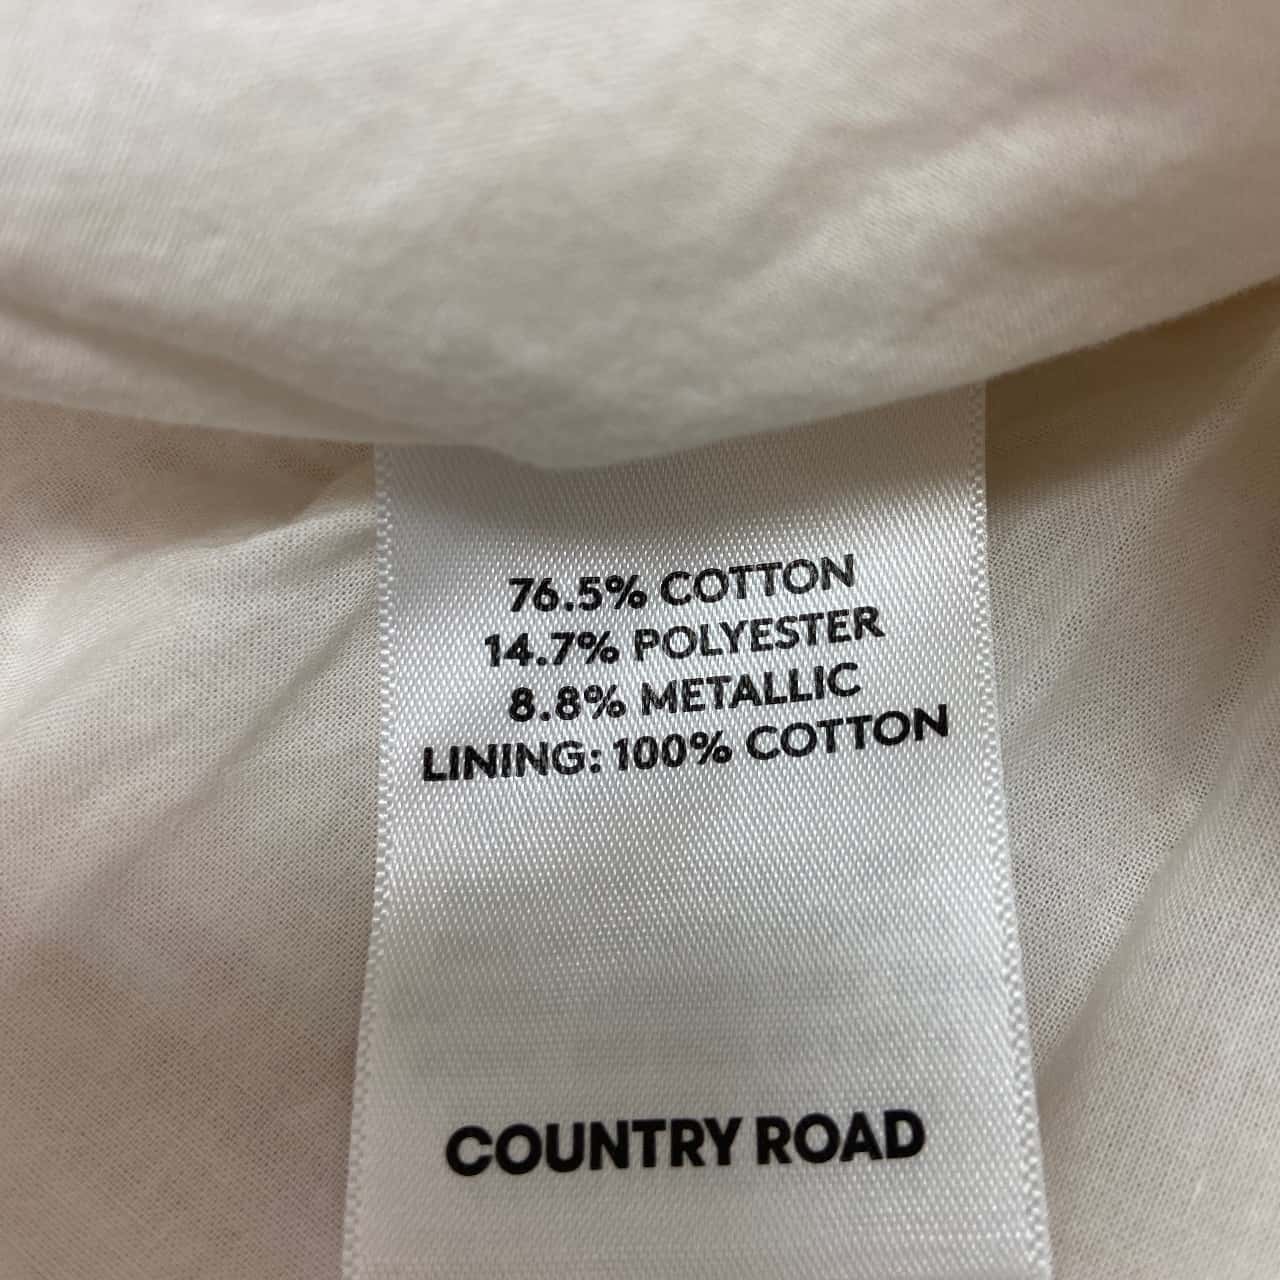 76.5% COTTON
14.7% POLYESTER
8.8% METALLIC
LINING: 100% COTTON
COUNTRY ROAD